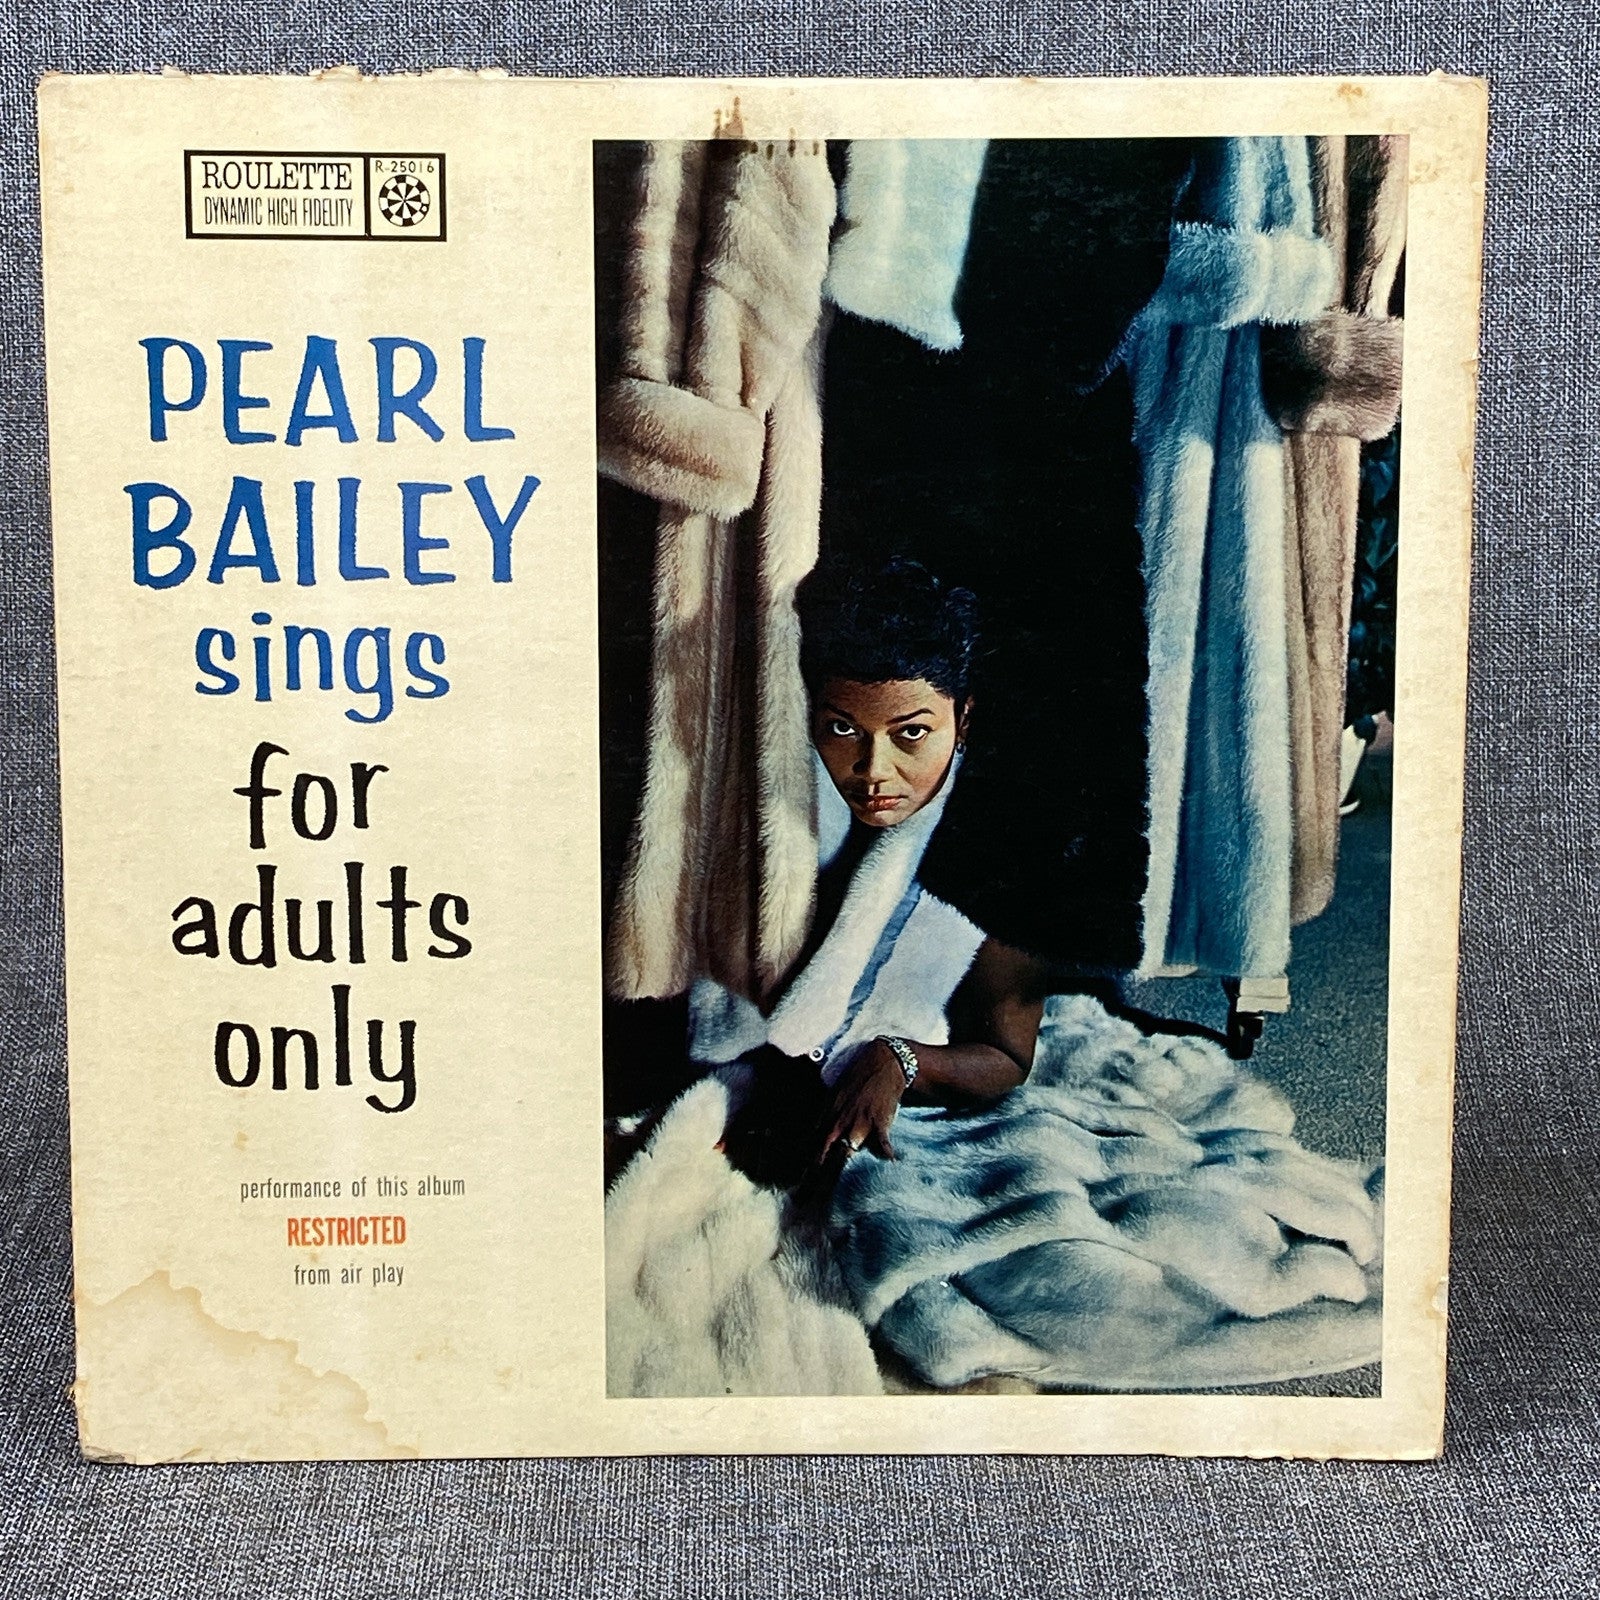 ROULETTE
DYNAMIC HIGH FIDELITY
R-25016
PEARL
BAILEY
sings
for
adults
only
performance of this album
RESTRICTED
from air play